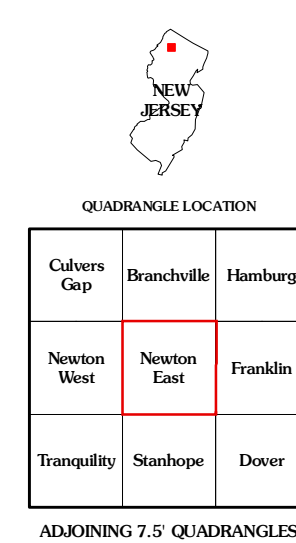 NEW
JERSEY
QUADRANGLE LOCATION
Culvers
Gap
Branchville
Hamburg
Newton
West
Newton
East
Franklin
Tranquility
Stanhope
Dover
ADJOINING 7.5' QUADRANGLES